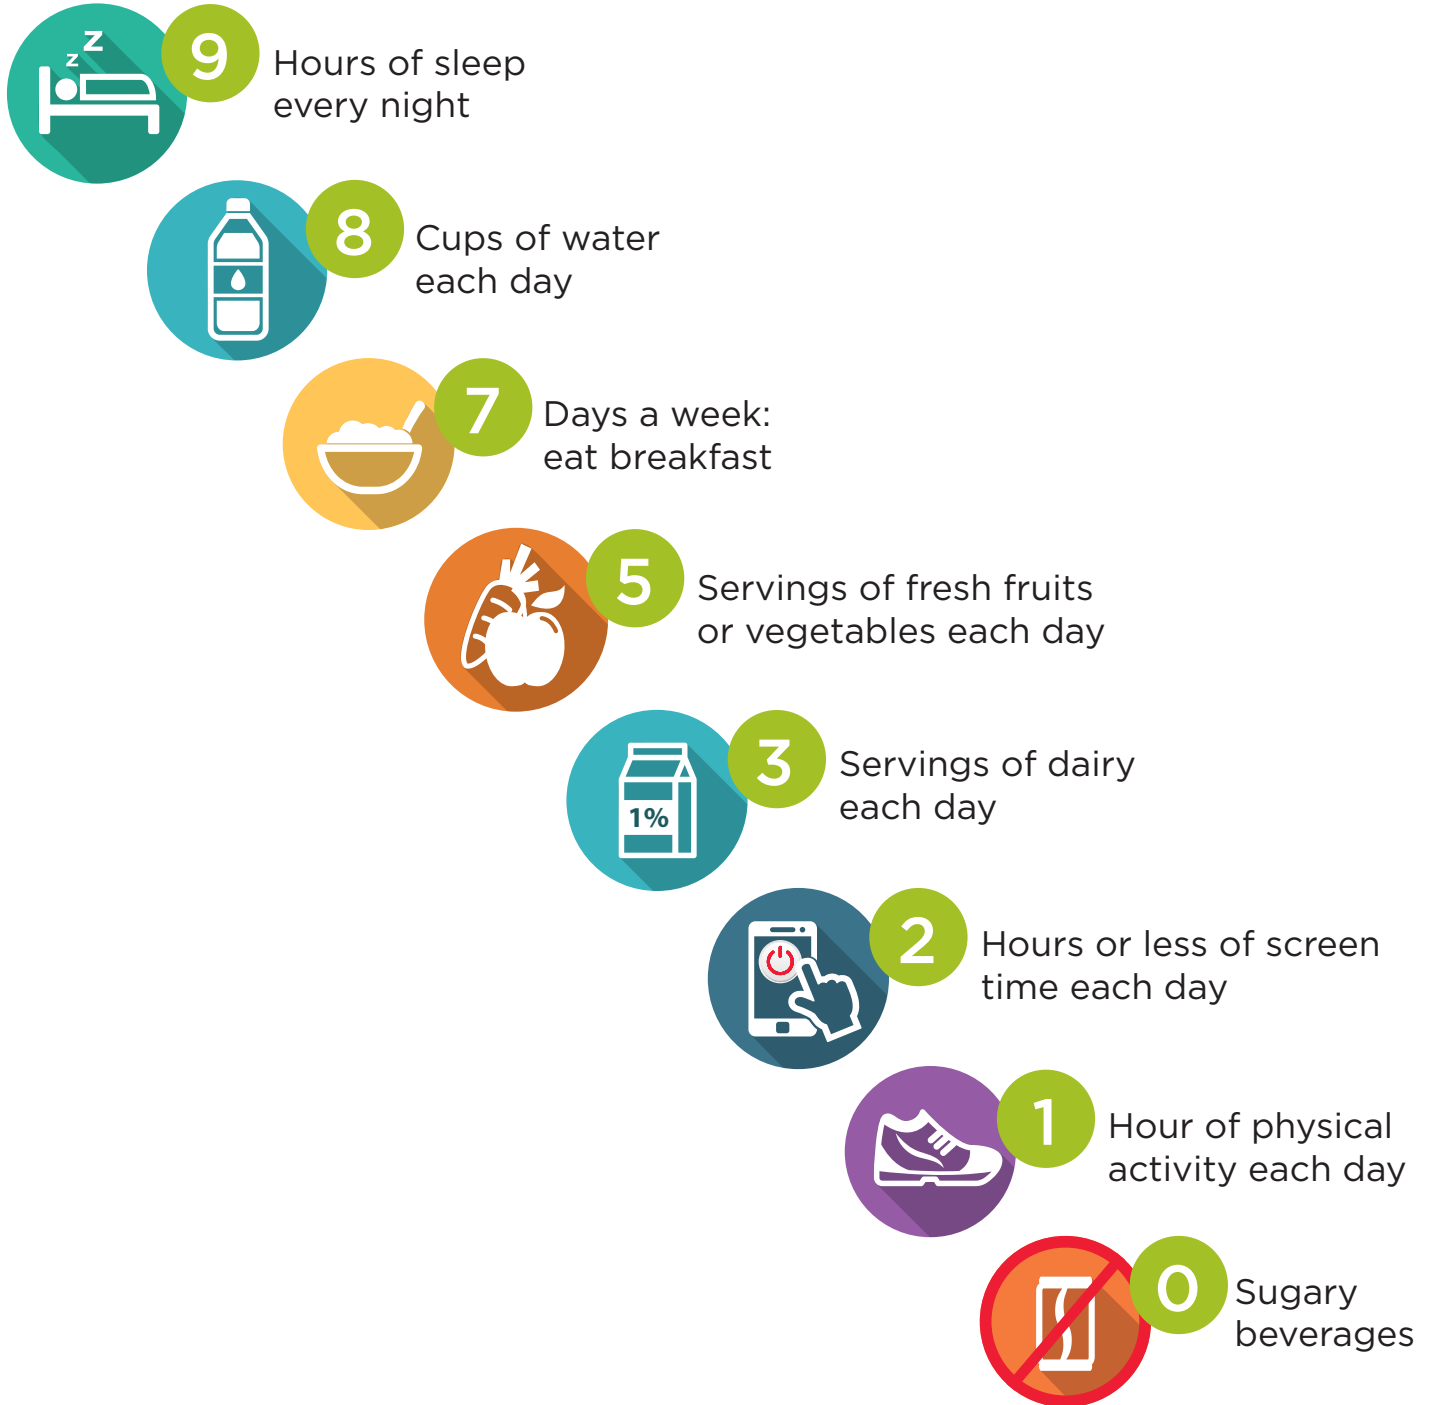 z
z
9
Hours of sleep
every night
8
Cups of water
each day
7
Days a week:
eat breakfast
5
Servings of fresh fruits
or vegetables each day
3
Servings of dairy
each day
1%
2
Hours or less of screen
time each day
1
Hour of physical
activity each day
0
Sugary
beverages